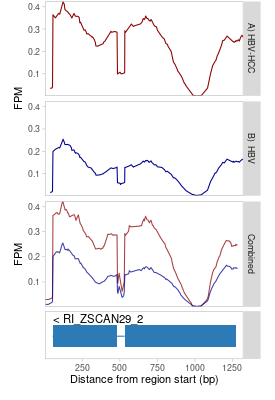 0.4
0.3
0.2
0.1
A) HBV-HCC
FPM
0.4
0.3
0.2
0.1
B) HBV
0.4
0.3
0.2
0.1
FPM
Combined
< RI_ZSCAN29_2
250 500 750 1000 1250
Distance from region start (bp)